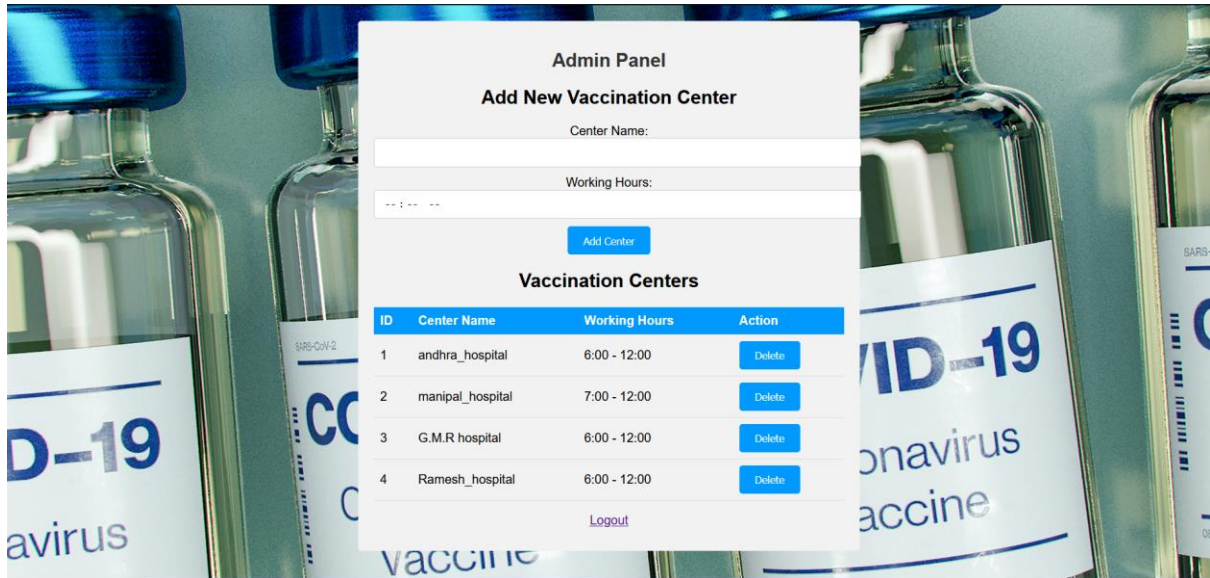 Admin Panel
Add New Vaccination Center
Center Name:
Working Hours:
-- : -- --
Add Center
Vaccination Centers
ID Center Name Working Hours Action
1 andhra_hospital 6:00 - 12:00 Delete
2 manipal_hospital 7:00 - 12:00 Delete
3 G.M.R hospital 6:00 - 12:00 Delete
4 Ramesh_hospital 6:00 - 12:00 Delete
Logout
D-19
avirus
SARS-CoV-2
CO
C
vaccine
VID-19
onavirus
accine
SARS-
C